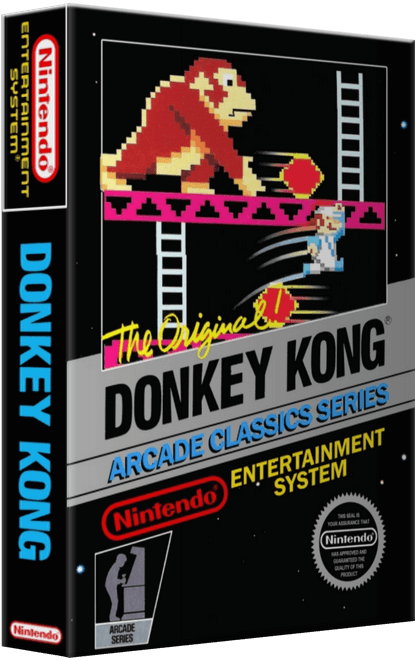 Nintendo®
ENTERTAINMENT
SYSTEM®
DONKEY KONG
Nintendo
The Original!
DONKEY KONG®
ARCADE CLASSICS SERIES
Nintendo®
ENTERTAINMENT
SYSTEM
ARCADE
SERIES
THIS SEAL IS
YOUR ASSURANCE THAT
Nintendo
HAS APPROVED AND
GUARANTEED THE
QUALITY OF THIS
PRODUCT